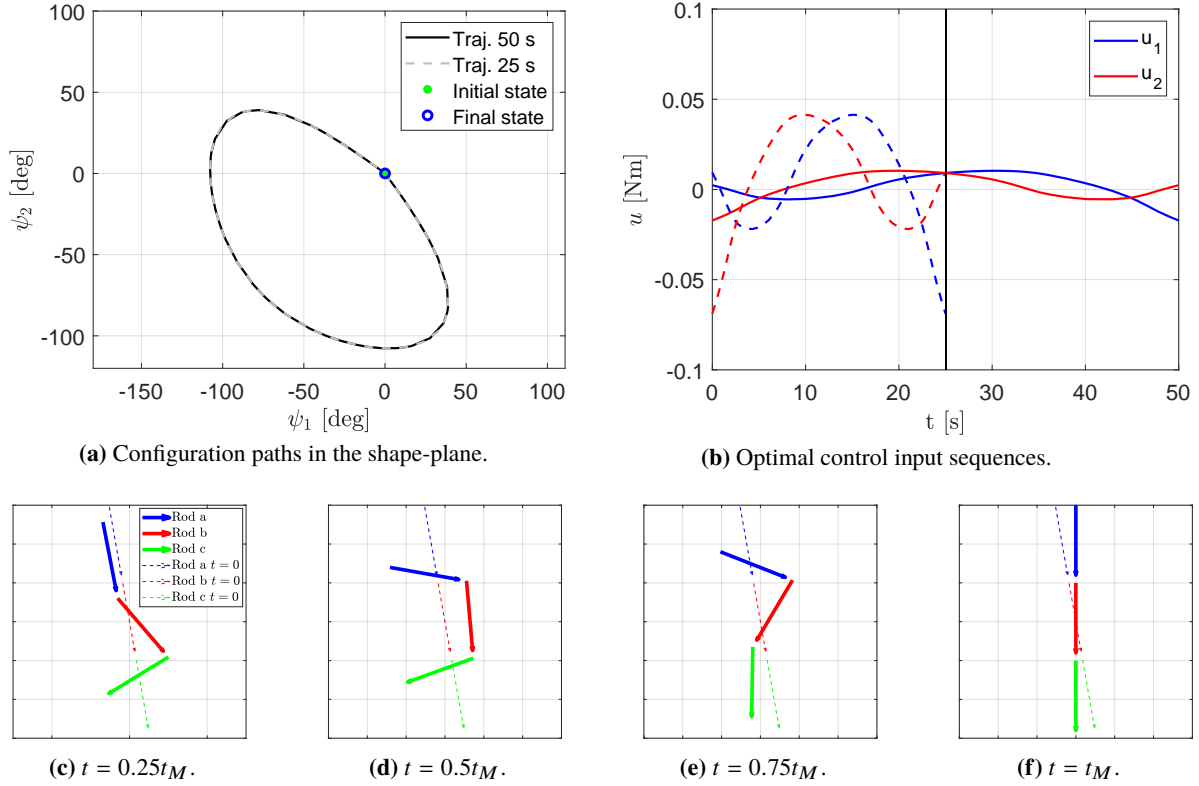 100
50
0
-50
-100
-150
-100
-50
0
50
100
ψ2 [deg]
ψ1 [deg]
Traj. 50 s
Traj. 25 s
Initial state
Final state
(a) Configuration paths in the shape-plane.
0.1
0.05
0
-0.05
-0.1
0
10
20
30
40
50
u [Nm]
t [s]
u1
u2
(b) Optimal control input sequences.
Rod a
Rod b
Rod c
Rod a t = 0
Rod b t = 0
Rod c t = 0
(c) t = 0.25tM.
(d) t = 0.5tM.
(e) t = 0.75tM.
(f) t = tM.